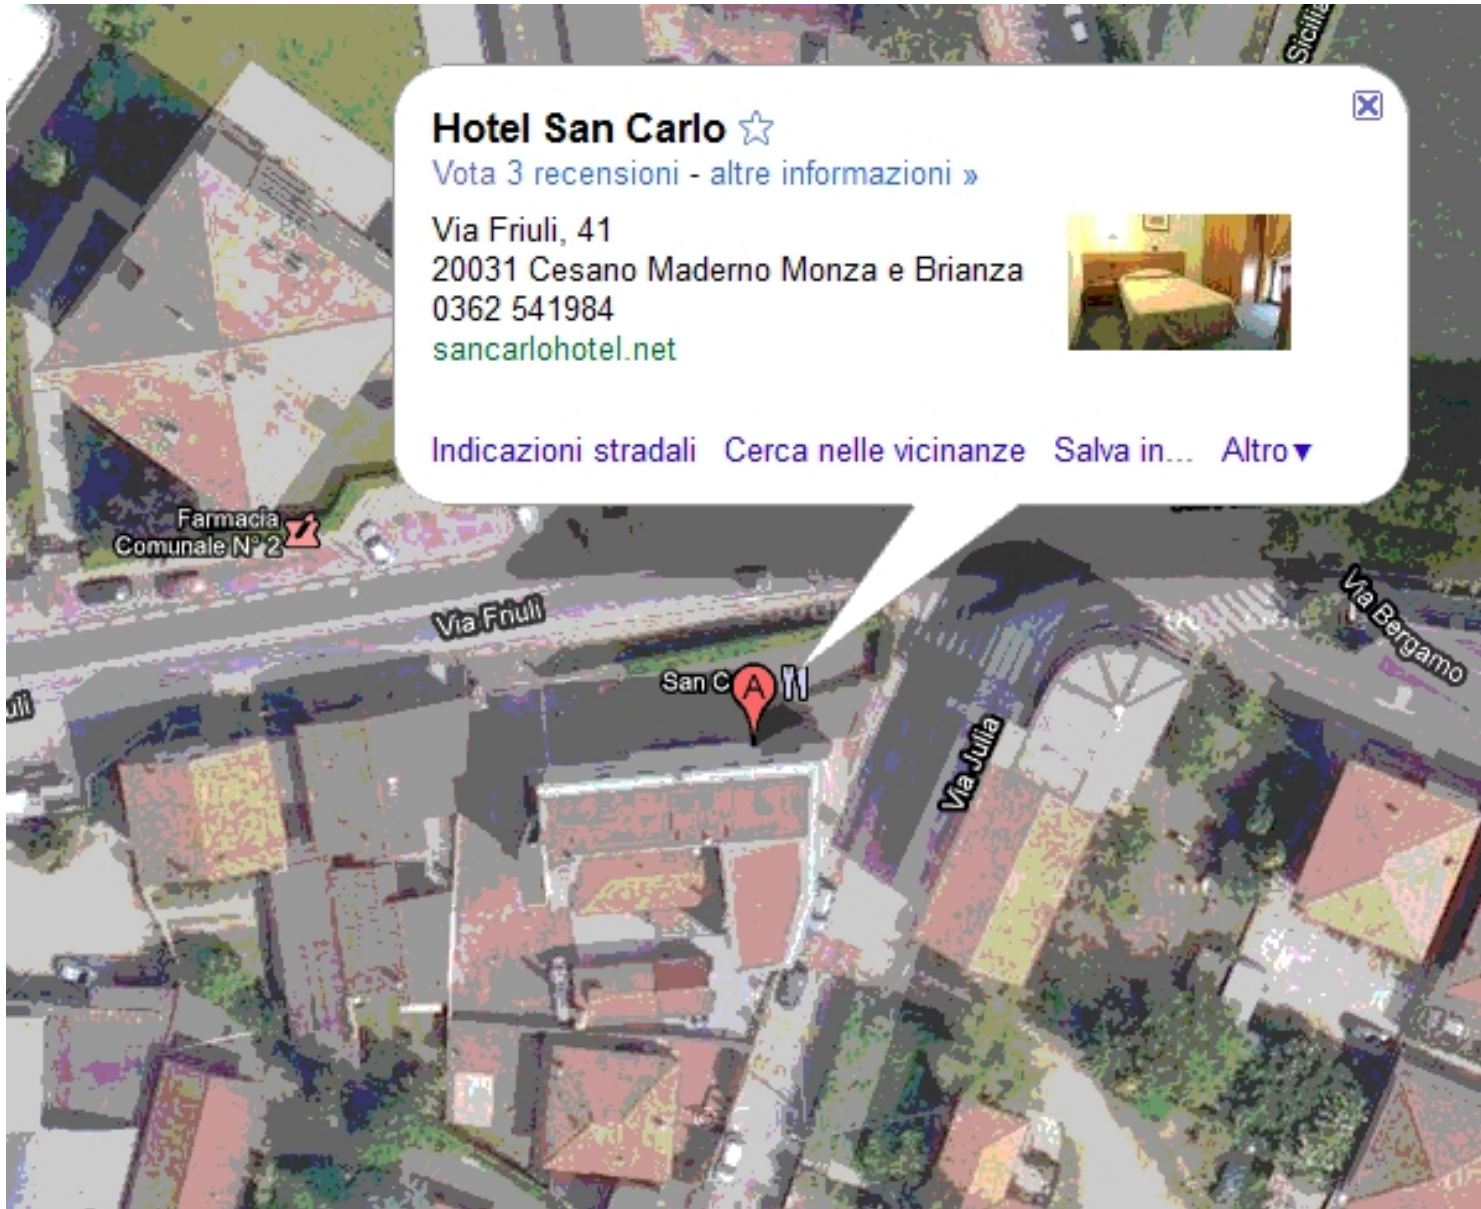 Sicilia
Hotel San Carlo
Vota 3 recensioni - altre informazioni »
Via Friuli, 41
20031 Cesano Maderno Monza e Brianza
0362 541984
sancarlohotel.net
Indicazioni stradali Cerca nelle vicinanze Salva in... Altro▼
Farmacia
Comunale N° 2
Via Friuli
Via Bergamo
San C
A
uli
Via Julia